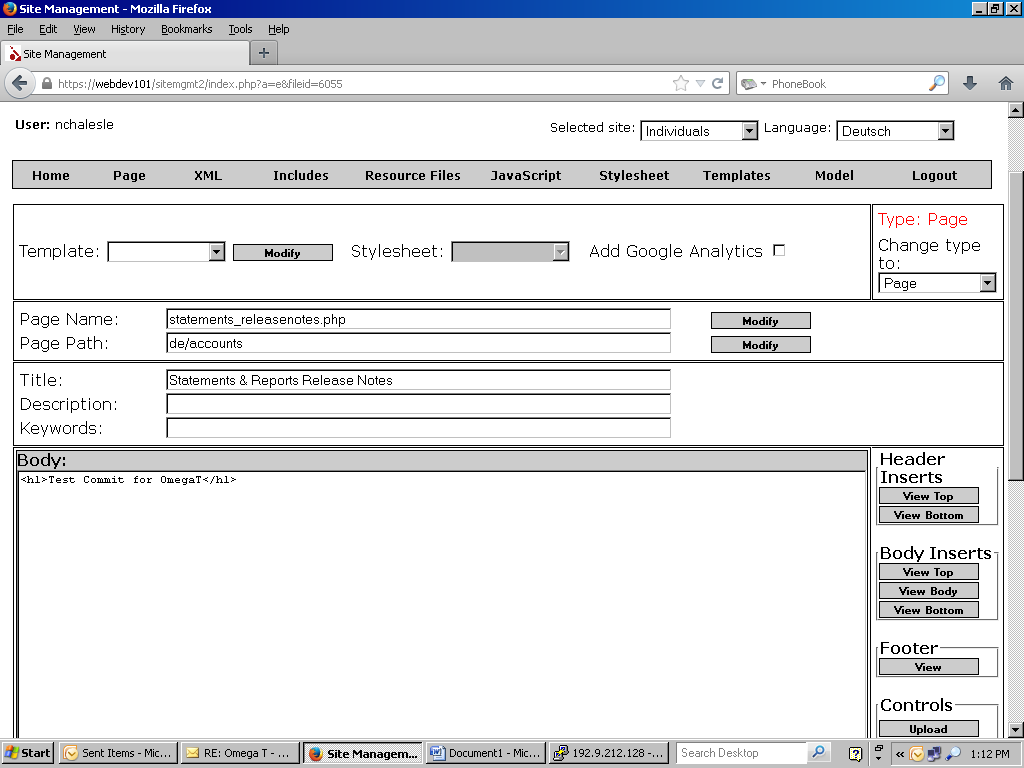 Site Management - Mozilla Firefox
File Edit View History Bookmarks Tools Help
Site Management
https://webdev101/sitemgmt2/index.php?a=e&fileid=6055 PhoneBook
User: nchalesle
Selected site: Individuals Language: Deutsch
Home Page XML Includes Resource Files JavaScript Stylesheet Templates Model Logout
Template: Modify Stylesheet: Add Google Analytics
Type: Page
Change type
to:
Page
Page Name: statements_releasenotes.php Modify
Page Path: de/accounts Modify
Title: Statements & Reports Release Notes
Description:
Keywords:
Body:
<h1>Test Commit for OmegaT</h1>
Header
Inserts
View Top
View Bottom
Body Inserts
View Top
View Body
View Bottom
Footer
View
Controls
Upload
Start Sent Items - Mic... RE: Omega T - ... Site Managem... Document1 - Mic... 192.9.212.128 -... Search Desktop « 1:12 PM